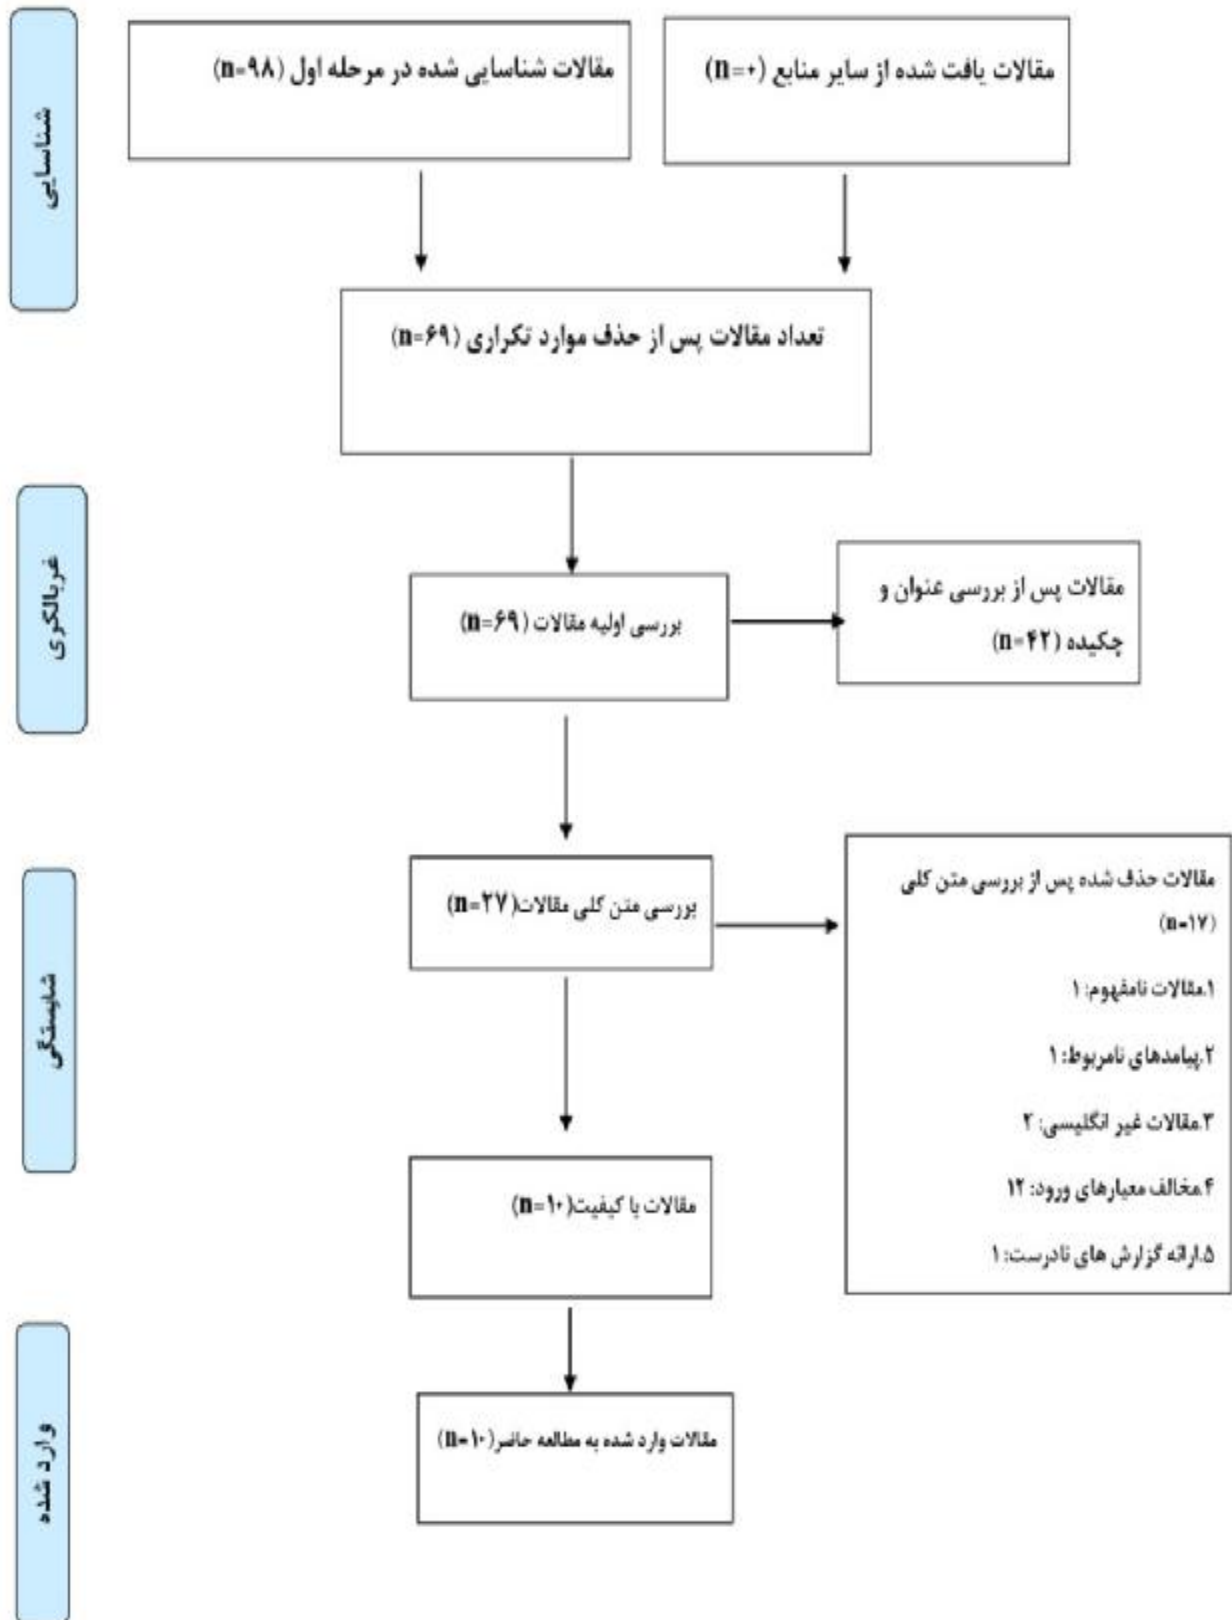 شناسایی
مقالات یافت شده از سایر منابع (n=۰)
مقالات شناسایی شده در مرحله اول (n=۹۸)
تعداد مقالات پس از حذف موارد تکراری (n=۶۹)
غربالگری
بررسی اولیه مقالات (n=۶۹)
مقالات پس از بررسی عنوان و
چکیده (n=۴۲)
شایستگی
بررسی متن کلی مقالات(n=۲۷)
مقالات حذف شده پس از بررسی متن کلی
(n=۱۷)
۱.مقالات نامفهوم: ۱
۲.پیامدهای نامربوط: ۱
۳.مقالات غیر انگلیسی: ۲
۴.مخالف معیارهای ورود: ۱۲
۵.ارائه گزارش های نادرست: ۱
مقالات با کیفیت(n=۱۰)
وارد شده
مقالات وارد شده به مطالعه حاضر(n=۱۰)